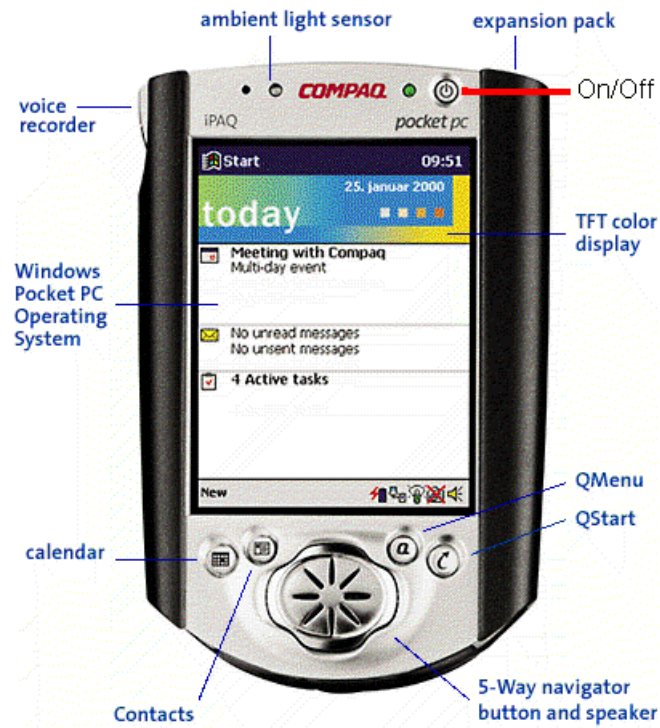 ambient light sensor
expansion pack
voice
recorder
COMPAQ
On/Off
iPAQ
pocket pc
Start
09:51
25. januar 2000
today
TFT color
display
Meeting with Compaq
Multi-day event
Windows
Pocket PC
Operating
System
No unread messages
No unsent messages
4 Active tasks
New
QMenu
a
QStart
calendar
5-Way navigator
button and speaker
Contacts